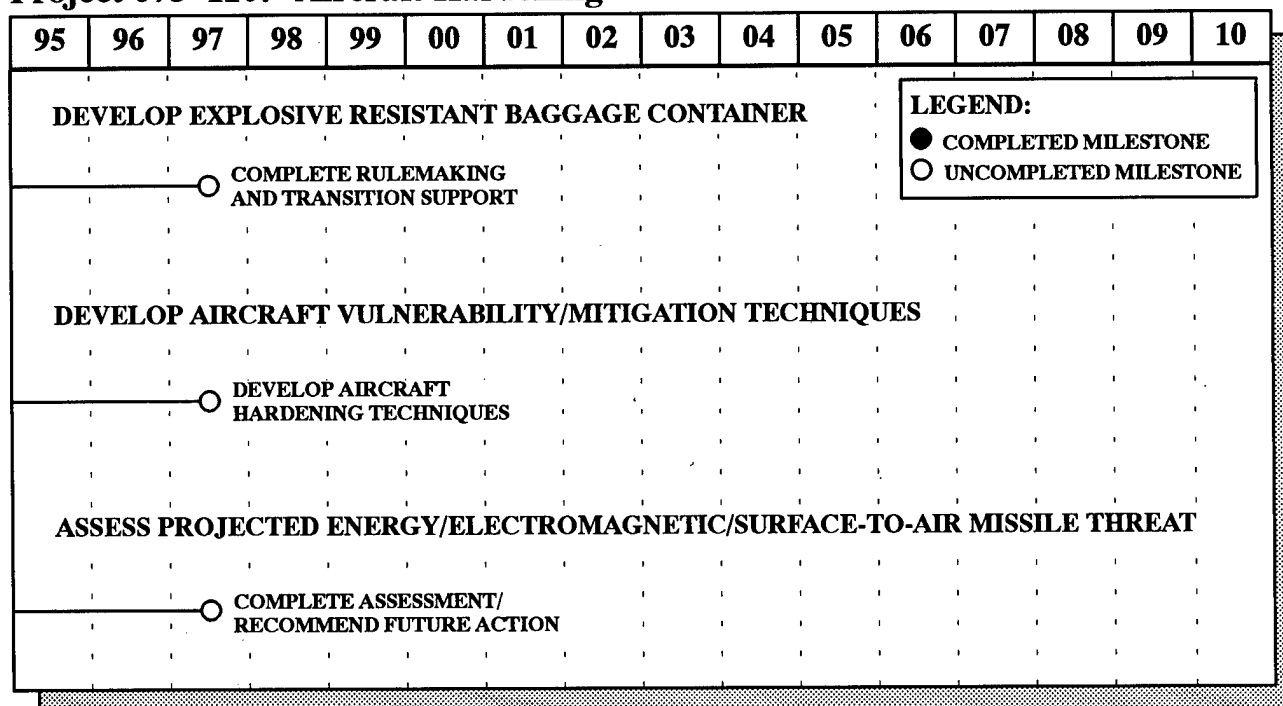 95 96 97 98 99 00 01 02 03 04 05 06 07 08 09 10
DEVELOP EXPLOSIVE RESISTANT BAGGAGE CONTAINER
LEGEND:
COMPLETED MILESTONE
UNCOMPLETED MILESTONE
COMPLETE RULEMAKING
AND TRANSITION SUPPORT
DEVELOP AIRCRAFT VULNERABILITY/MITIGATION TECHNIQUES
DEVELOP AIRCRAFT
HARDENING TECHNIQUES
ASSESS PROJECTED ENERGY/ELECTROMAGNETIC/SURFACE-TO-AIR MISSILE THREAT
COMPLETE ASSESSMENT/
RECOMMEND FUTURE ACTION